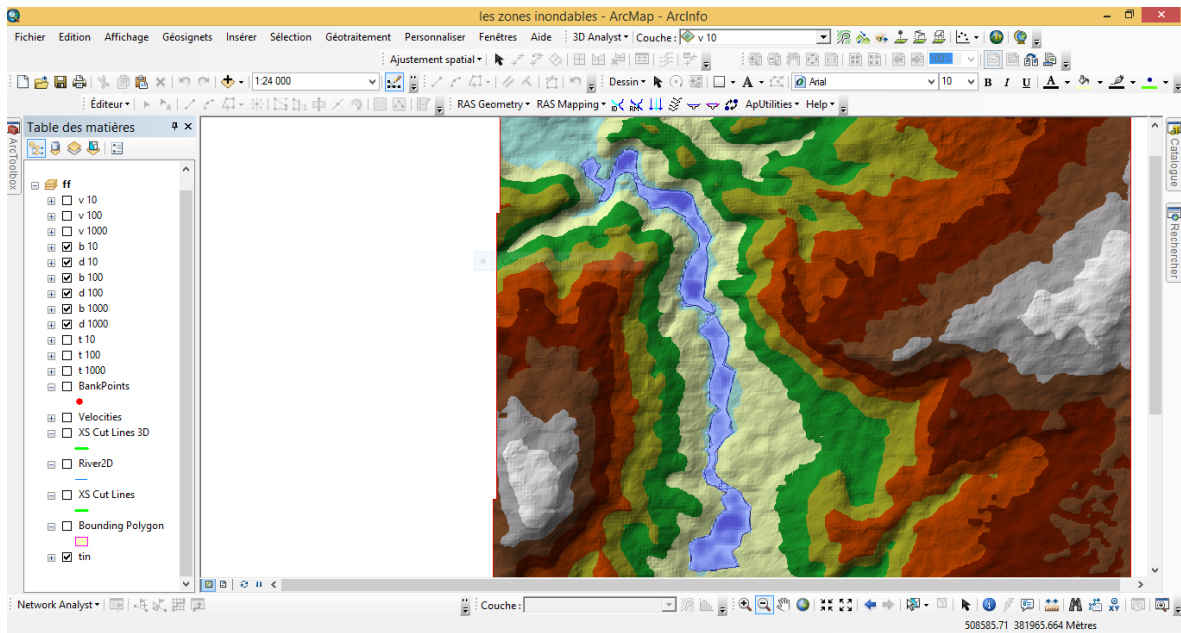 les zones inondables - ArcMap - ArcInfo
Fichier Edition Affichage Géosignets Insérer Sélection Géotraitement Personnaliser Fenêtres Aide 3D Analyst Couche : v 10
Ajustement spatial 100%
1:24 000 Dessin A Arial 10 B I U A
Éditeur RAS Geometry RAS Mapping ID XML ApUtilities Help
Table des matières
ArcToolbox
Catalogue
Rechercher
ff
v 10
v 100
v 1000
b 10
d 10
b 100
d 100
b 1000
d 1000
t 10
t 100
t 1000
BankPoints
Velocities
XS Cut Lines 3D
River2D
XS Cut Lines
Bounding Polygon
tin
Network Analyst Couche :
508585.71 381965.664 Mètres